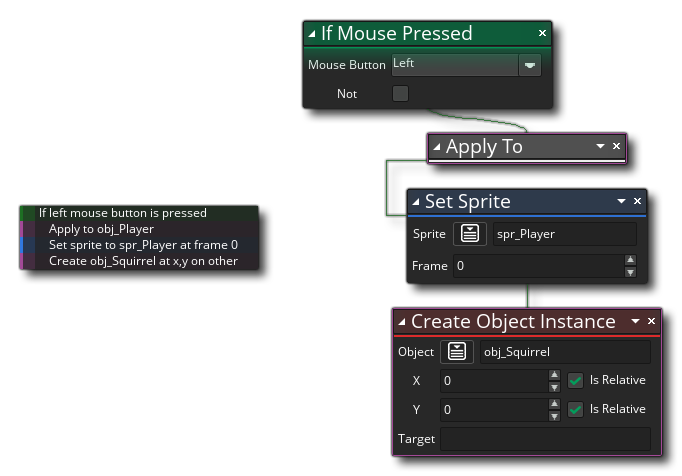 If Mouse Pressed
Mouse Button Left
Not
Apply To
If left mouse button is pressed
Apply to obj_Player
Set sprite to spr_Player at frame 0
Create obj_Squirrel at x,y on other
Set Sprite
Sprite spr_Player
Frame 0
Create Object Instance
Object obj_Squirrel
X 0 Is Relative
Y 0 Is Relative
Target